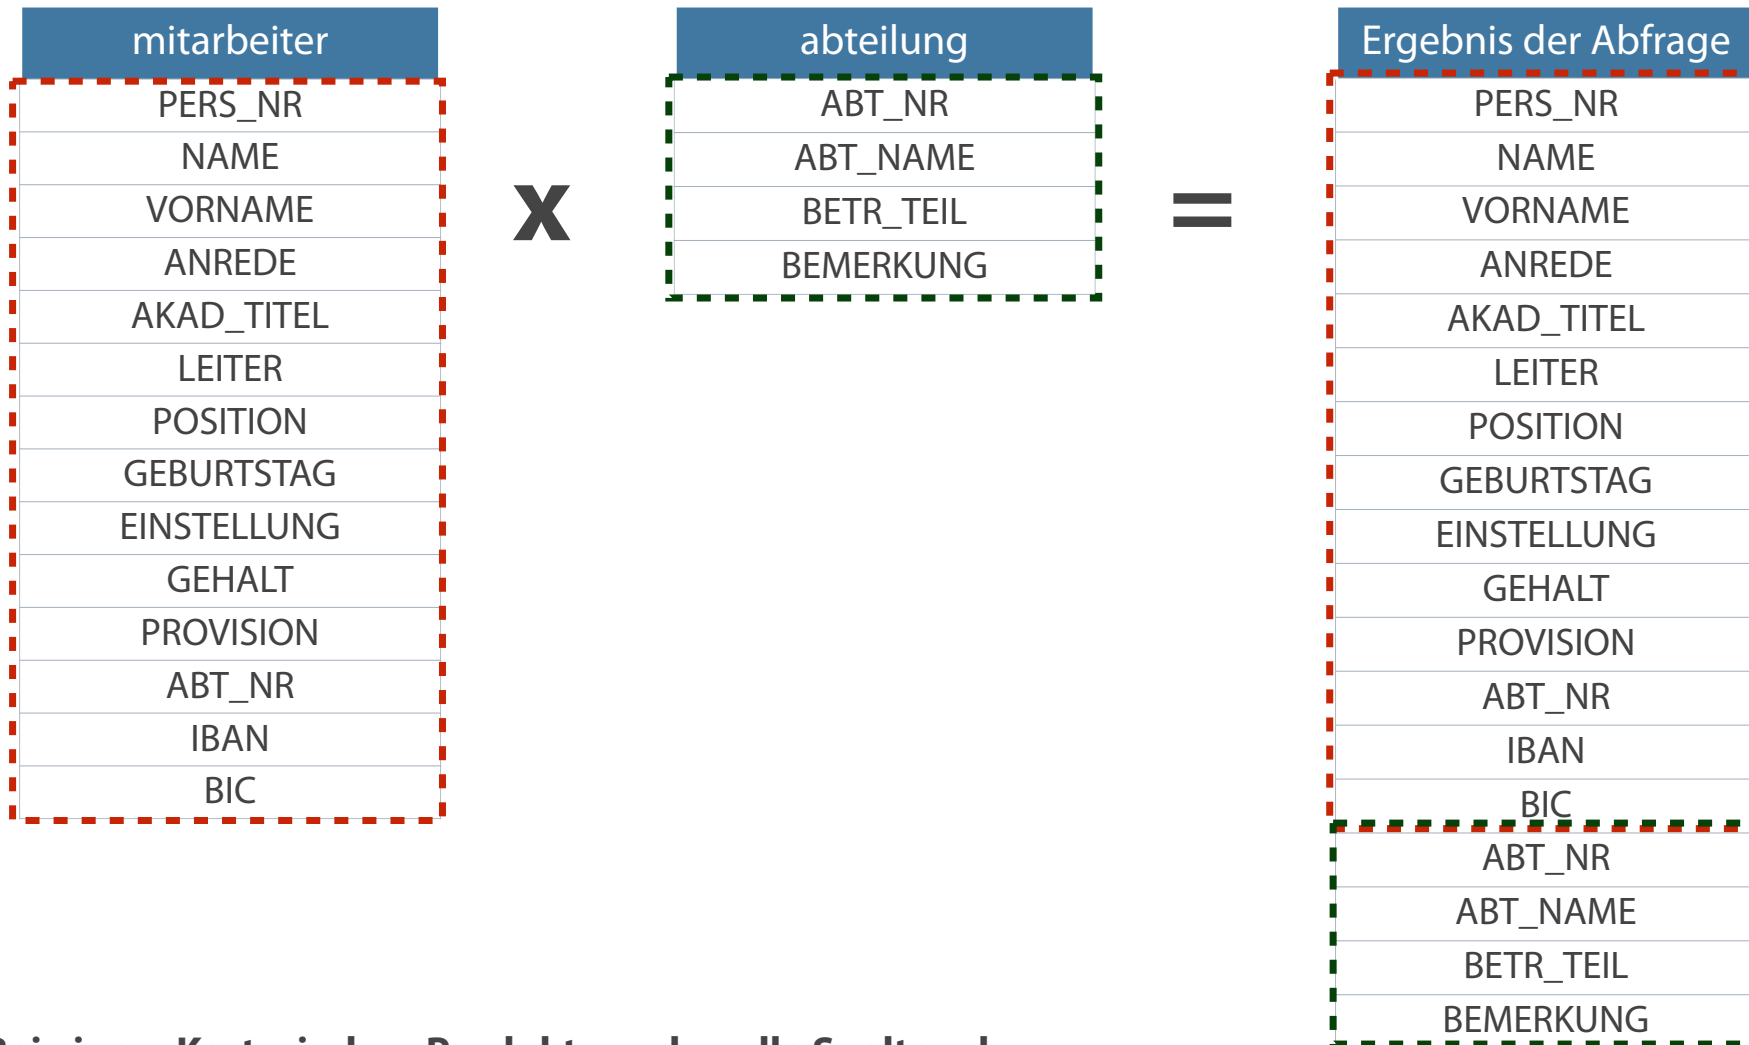 mitarbeiter
PERS_NR
NAME
VORNAME
ANREDE
AKAD_TITEL
LEITER
POSITION
GEBURTSTAG
EINSTELLUNG
GEHALT
PROVISION
ABT_NR
IBAN
BIC
x
abteilung
ABT_NR
ABT_NAME
BETR_TEIL
BEMERKUNG
=
Ergebnis der Abfrage
PERS_NR
NAME
VORNAME
ANREDE
AKAD_TITEL
LEITER
POSITION
GEBURTSTAG
EINSTELLUNG
GEHALT
PROVISION
ABT_NR
IBAN
BIC
ABT_NR
ABT_NAME
BETR_TEIL
BEMERKUNG